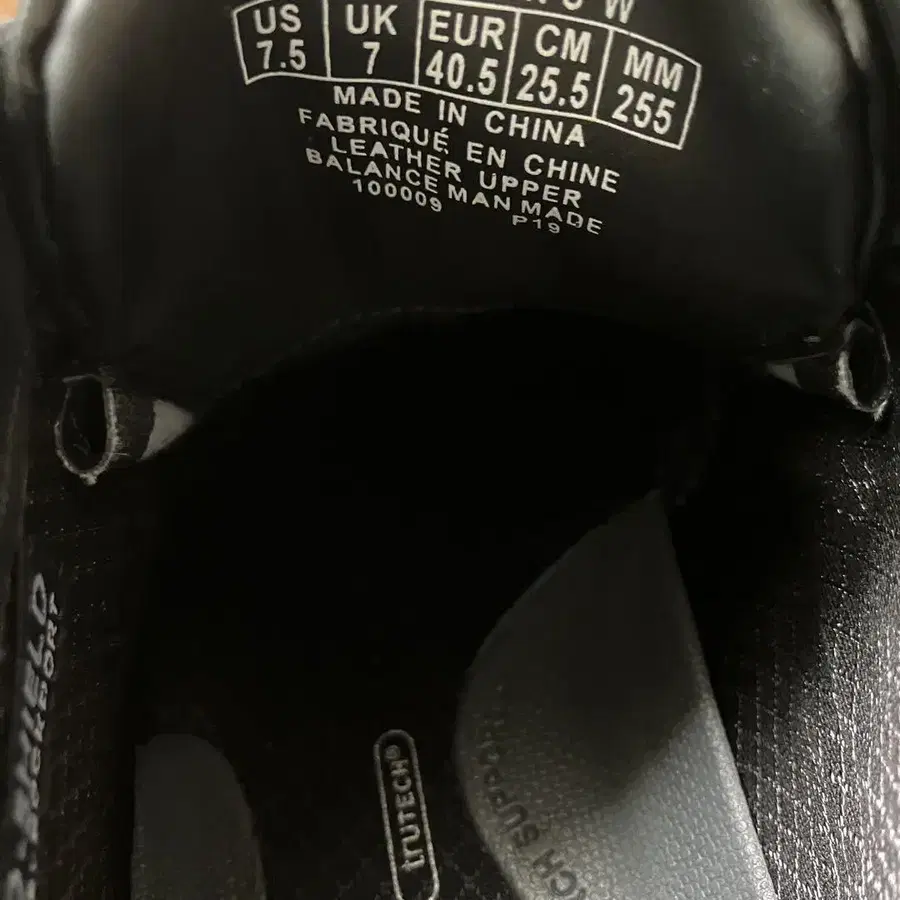 US UK EUR CM MM
7.5 7 40.5 25.5 255
MADE IN CHINA
FABRIQUÉ EN CHINE
LEATHER UPPER
BALANCE MAN MADE
100009 P19
trUTECH®
SUPPORT